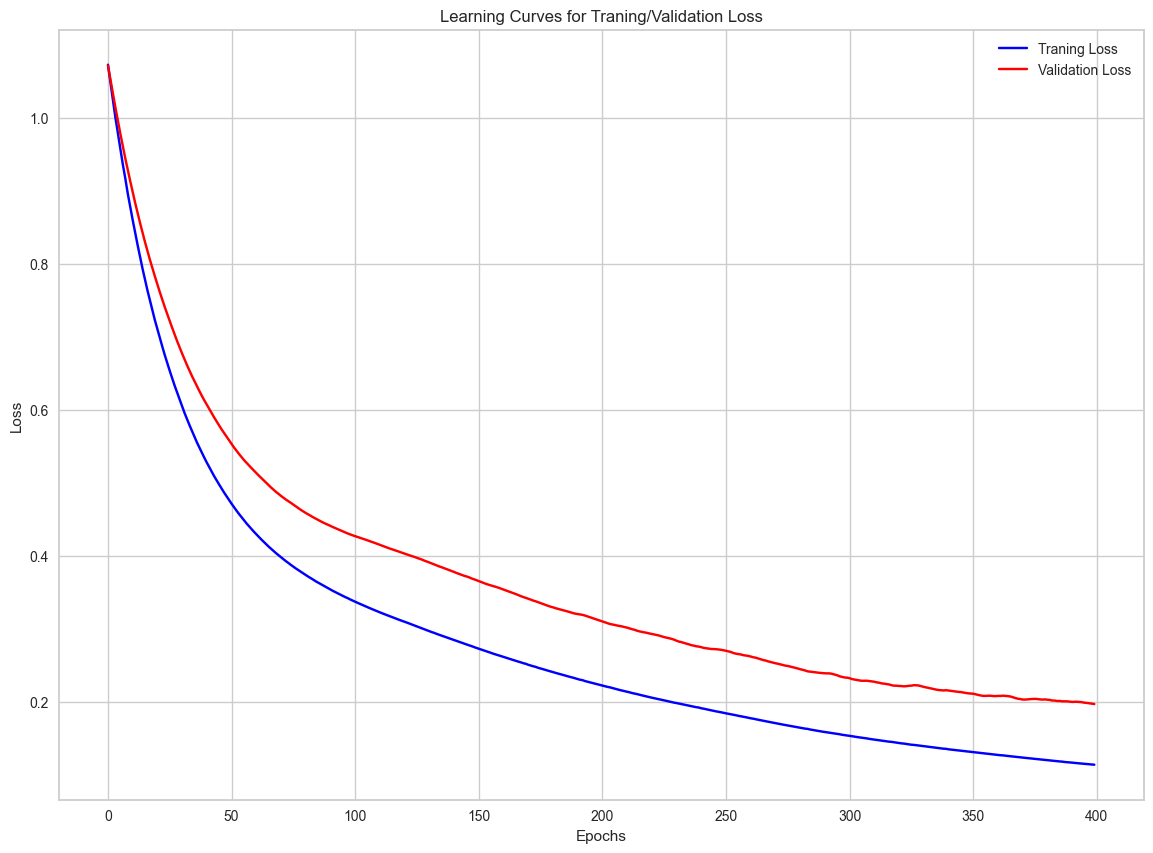 Learning Curves for Traning/Validation Loss
Traning Loss
Validation Loss
Loss
1.0
0.8
0.6
0.4
0.2
0 50 100 150 200 250 300 350 400
Epochs